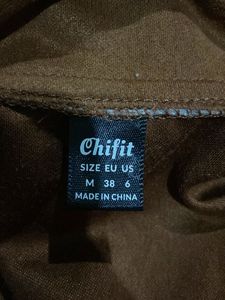 Chifit
SIZE EU US
M 38 6
MADE IN CHINA